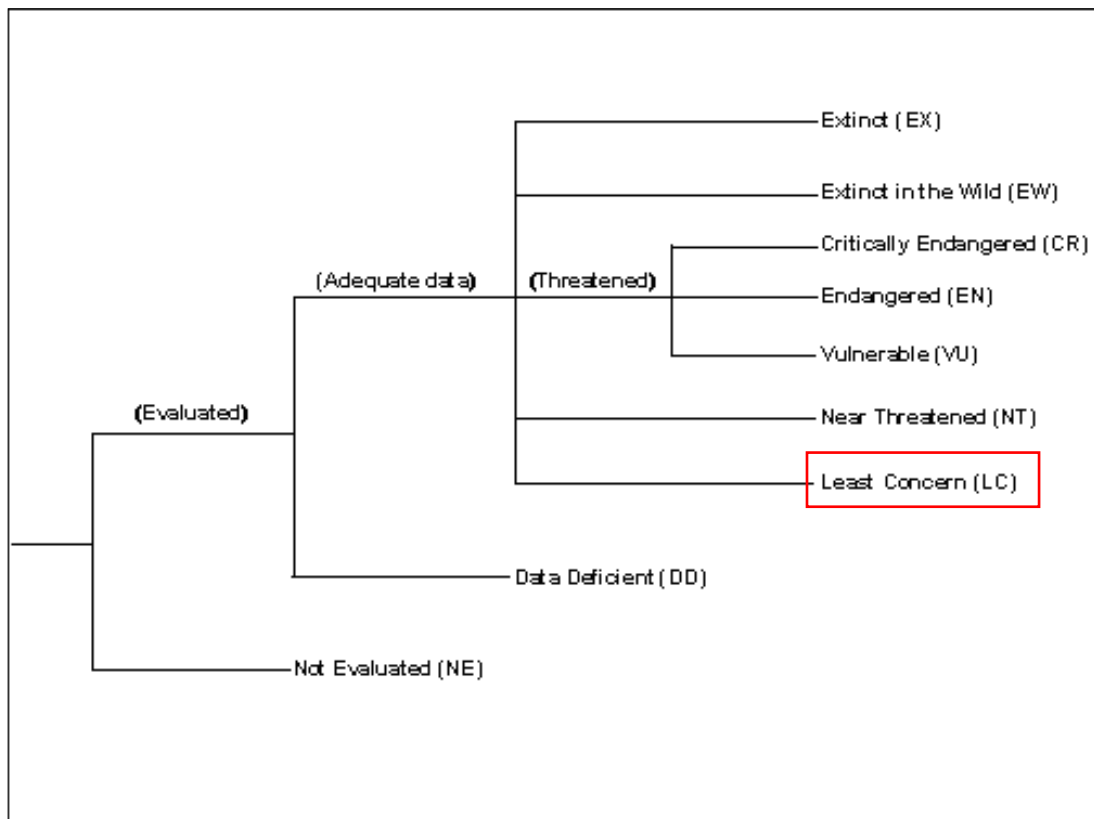 Extinct (EX)
Extinct in the Wild (EW)
Critically Endangered (CR)
(Adequate data)
(Threatened)
Endangered (EN)
Vulnerable (VU)
(Evaluated)
Near Threatened (NT)
Least Concern (LC)
Data Deficient (DD)
Not Evaluated (NE)